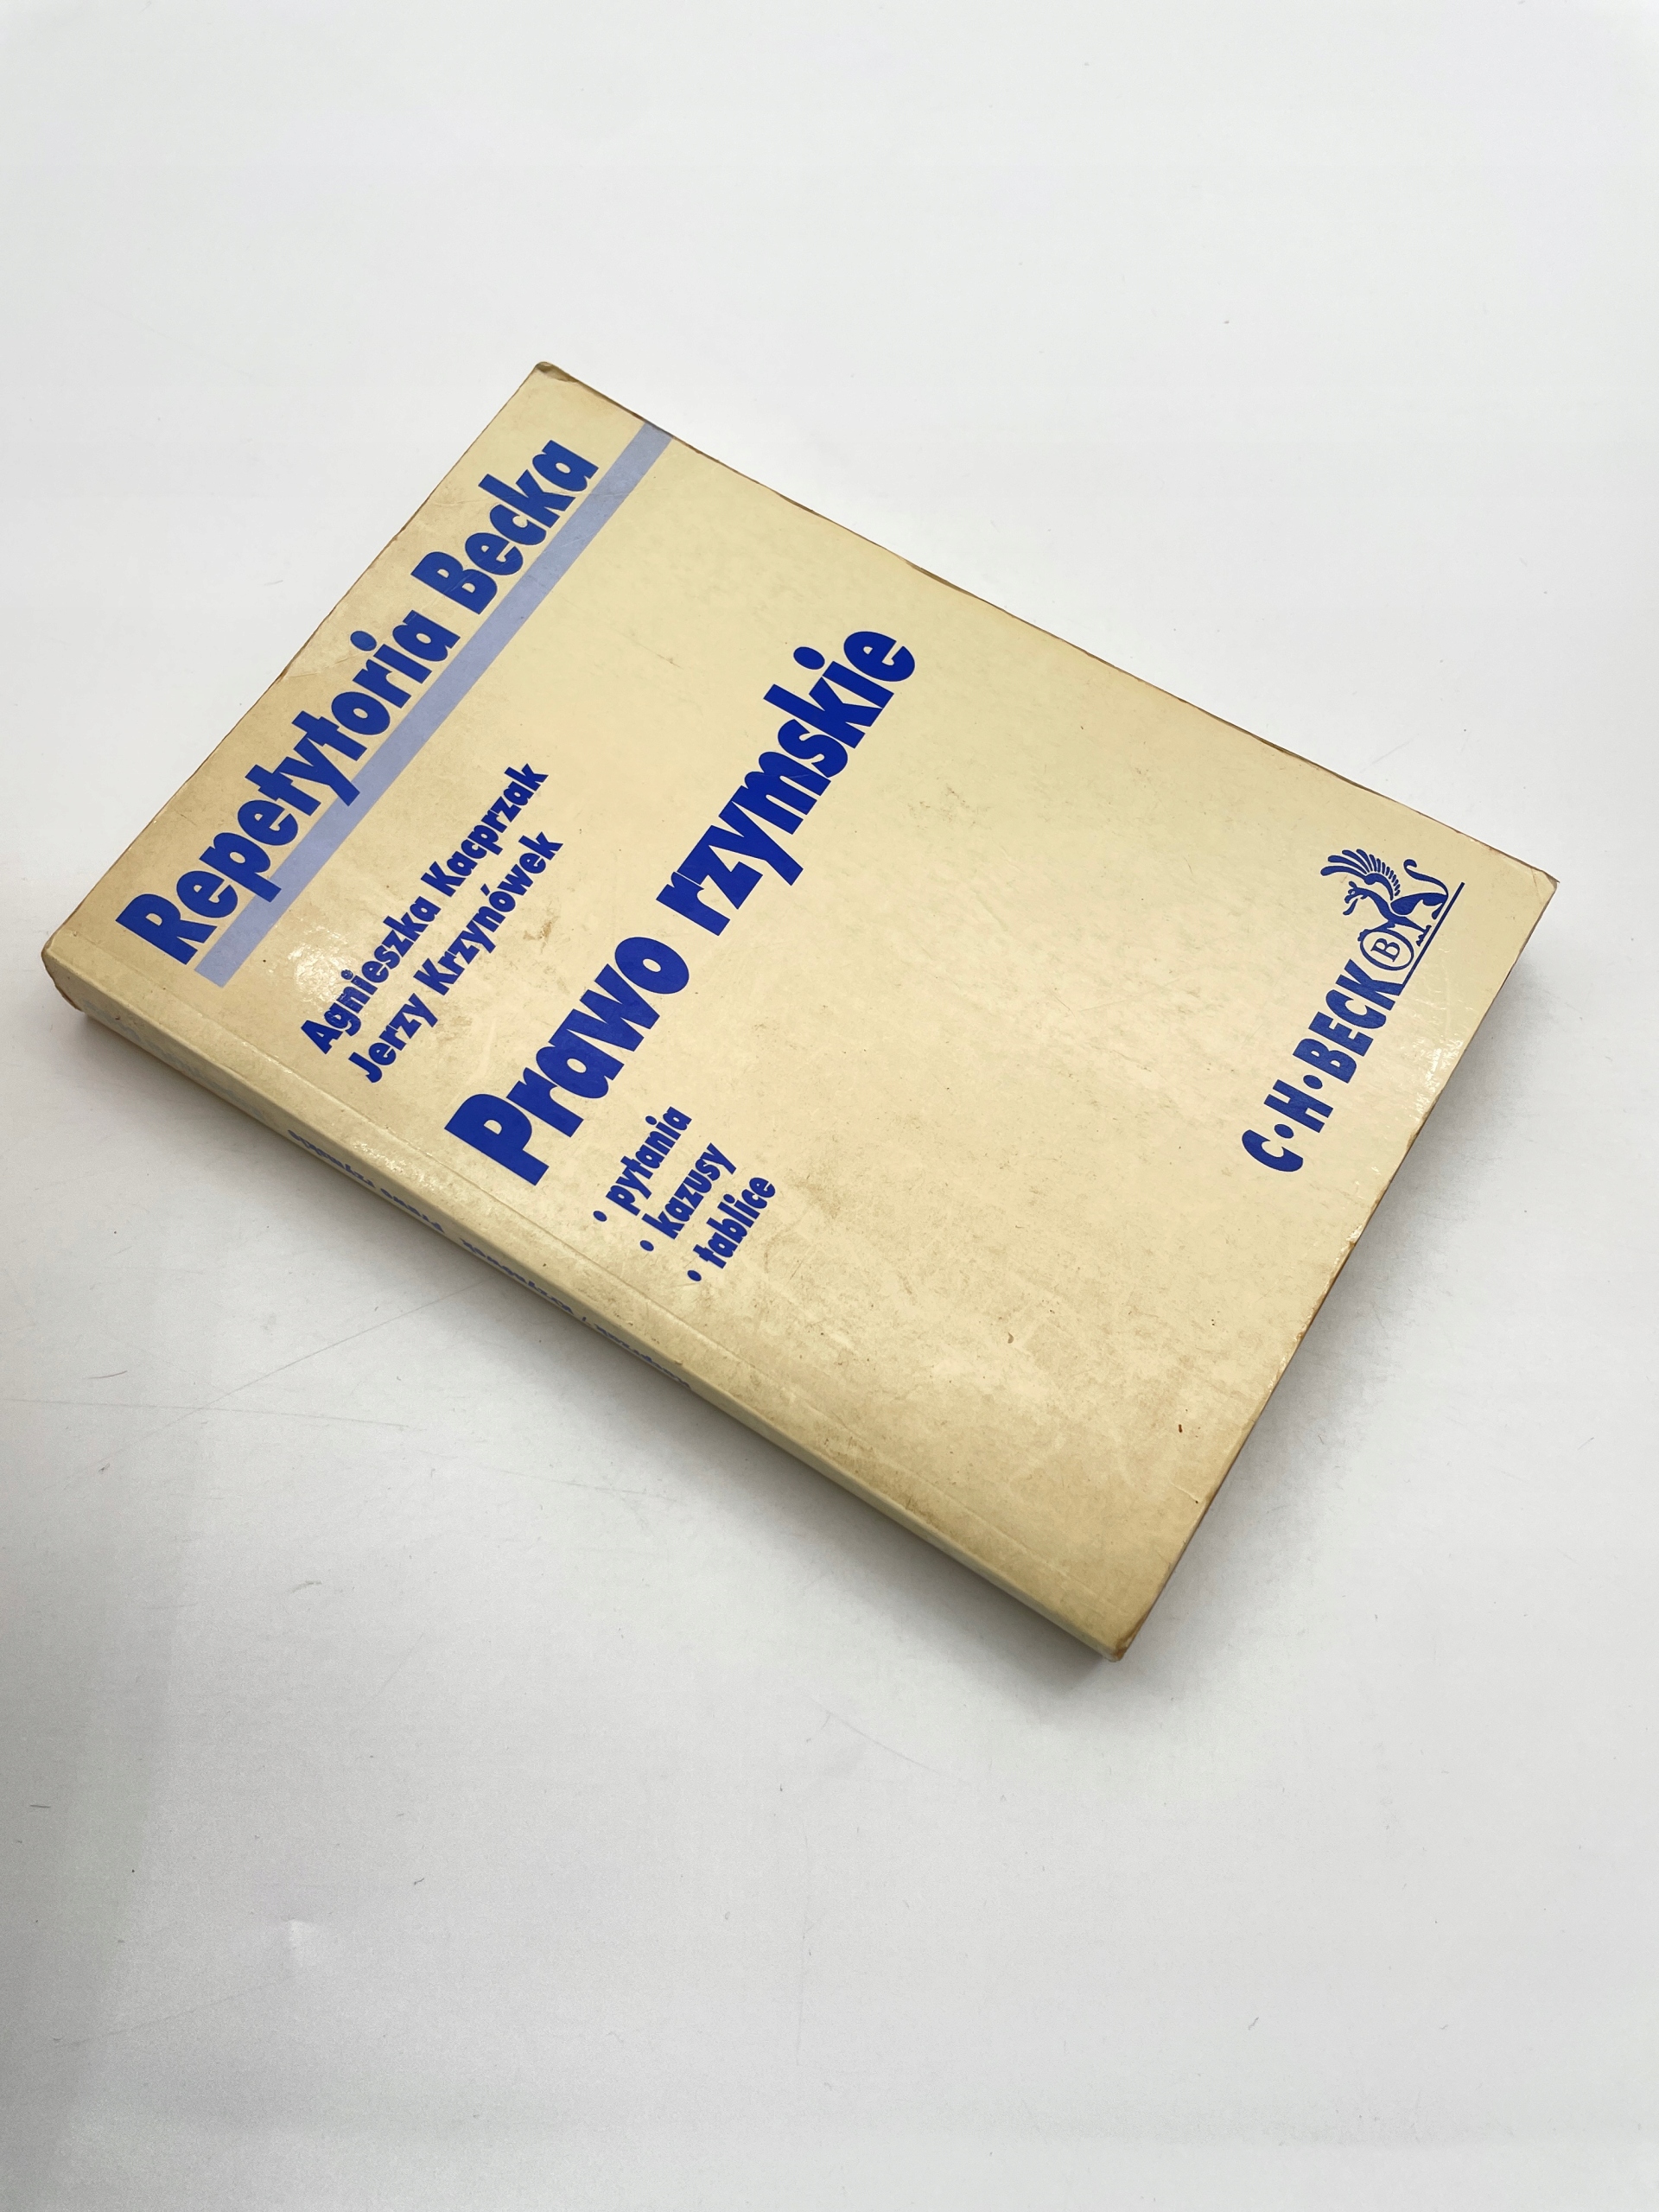 Repetytoria Becka
Agnieszka Kacprzak
Jerzy Krzynówek
Prawo rzymskie
• pytania
• kazusy
• tablice
C·H·BECK
B